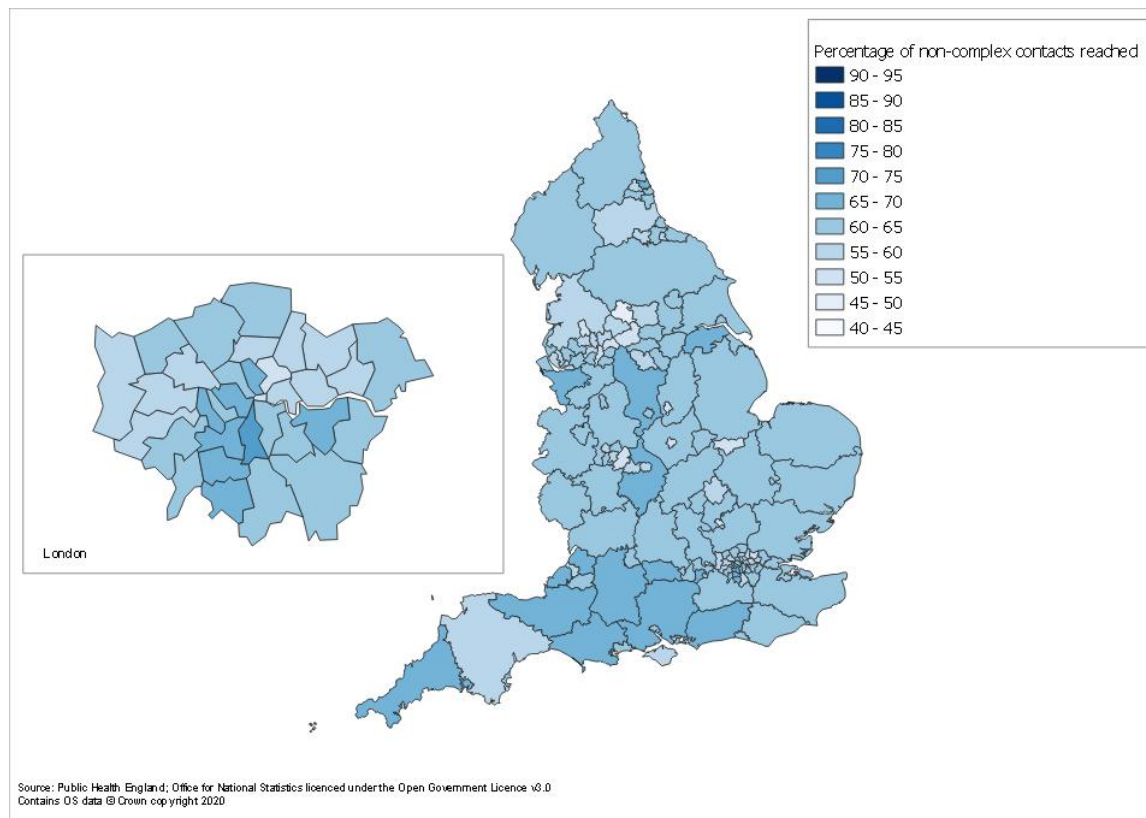 Percentage of non-complex contacts reached
90 - 95
85 - 90
80 - 85
75 - 80
70 - 75
65 - 70
60 - 65
55 - 60
50 - 55
45 - 50
40 - 45
London
Source: Public Health England; Office for National Statistics licenced under the Open Government Licence v3.0
Contains OS data © Crown copyright 2020